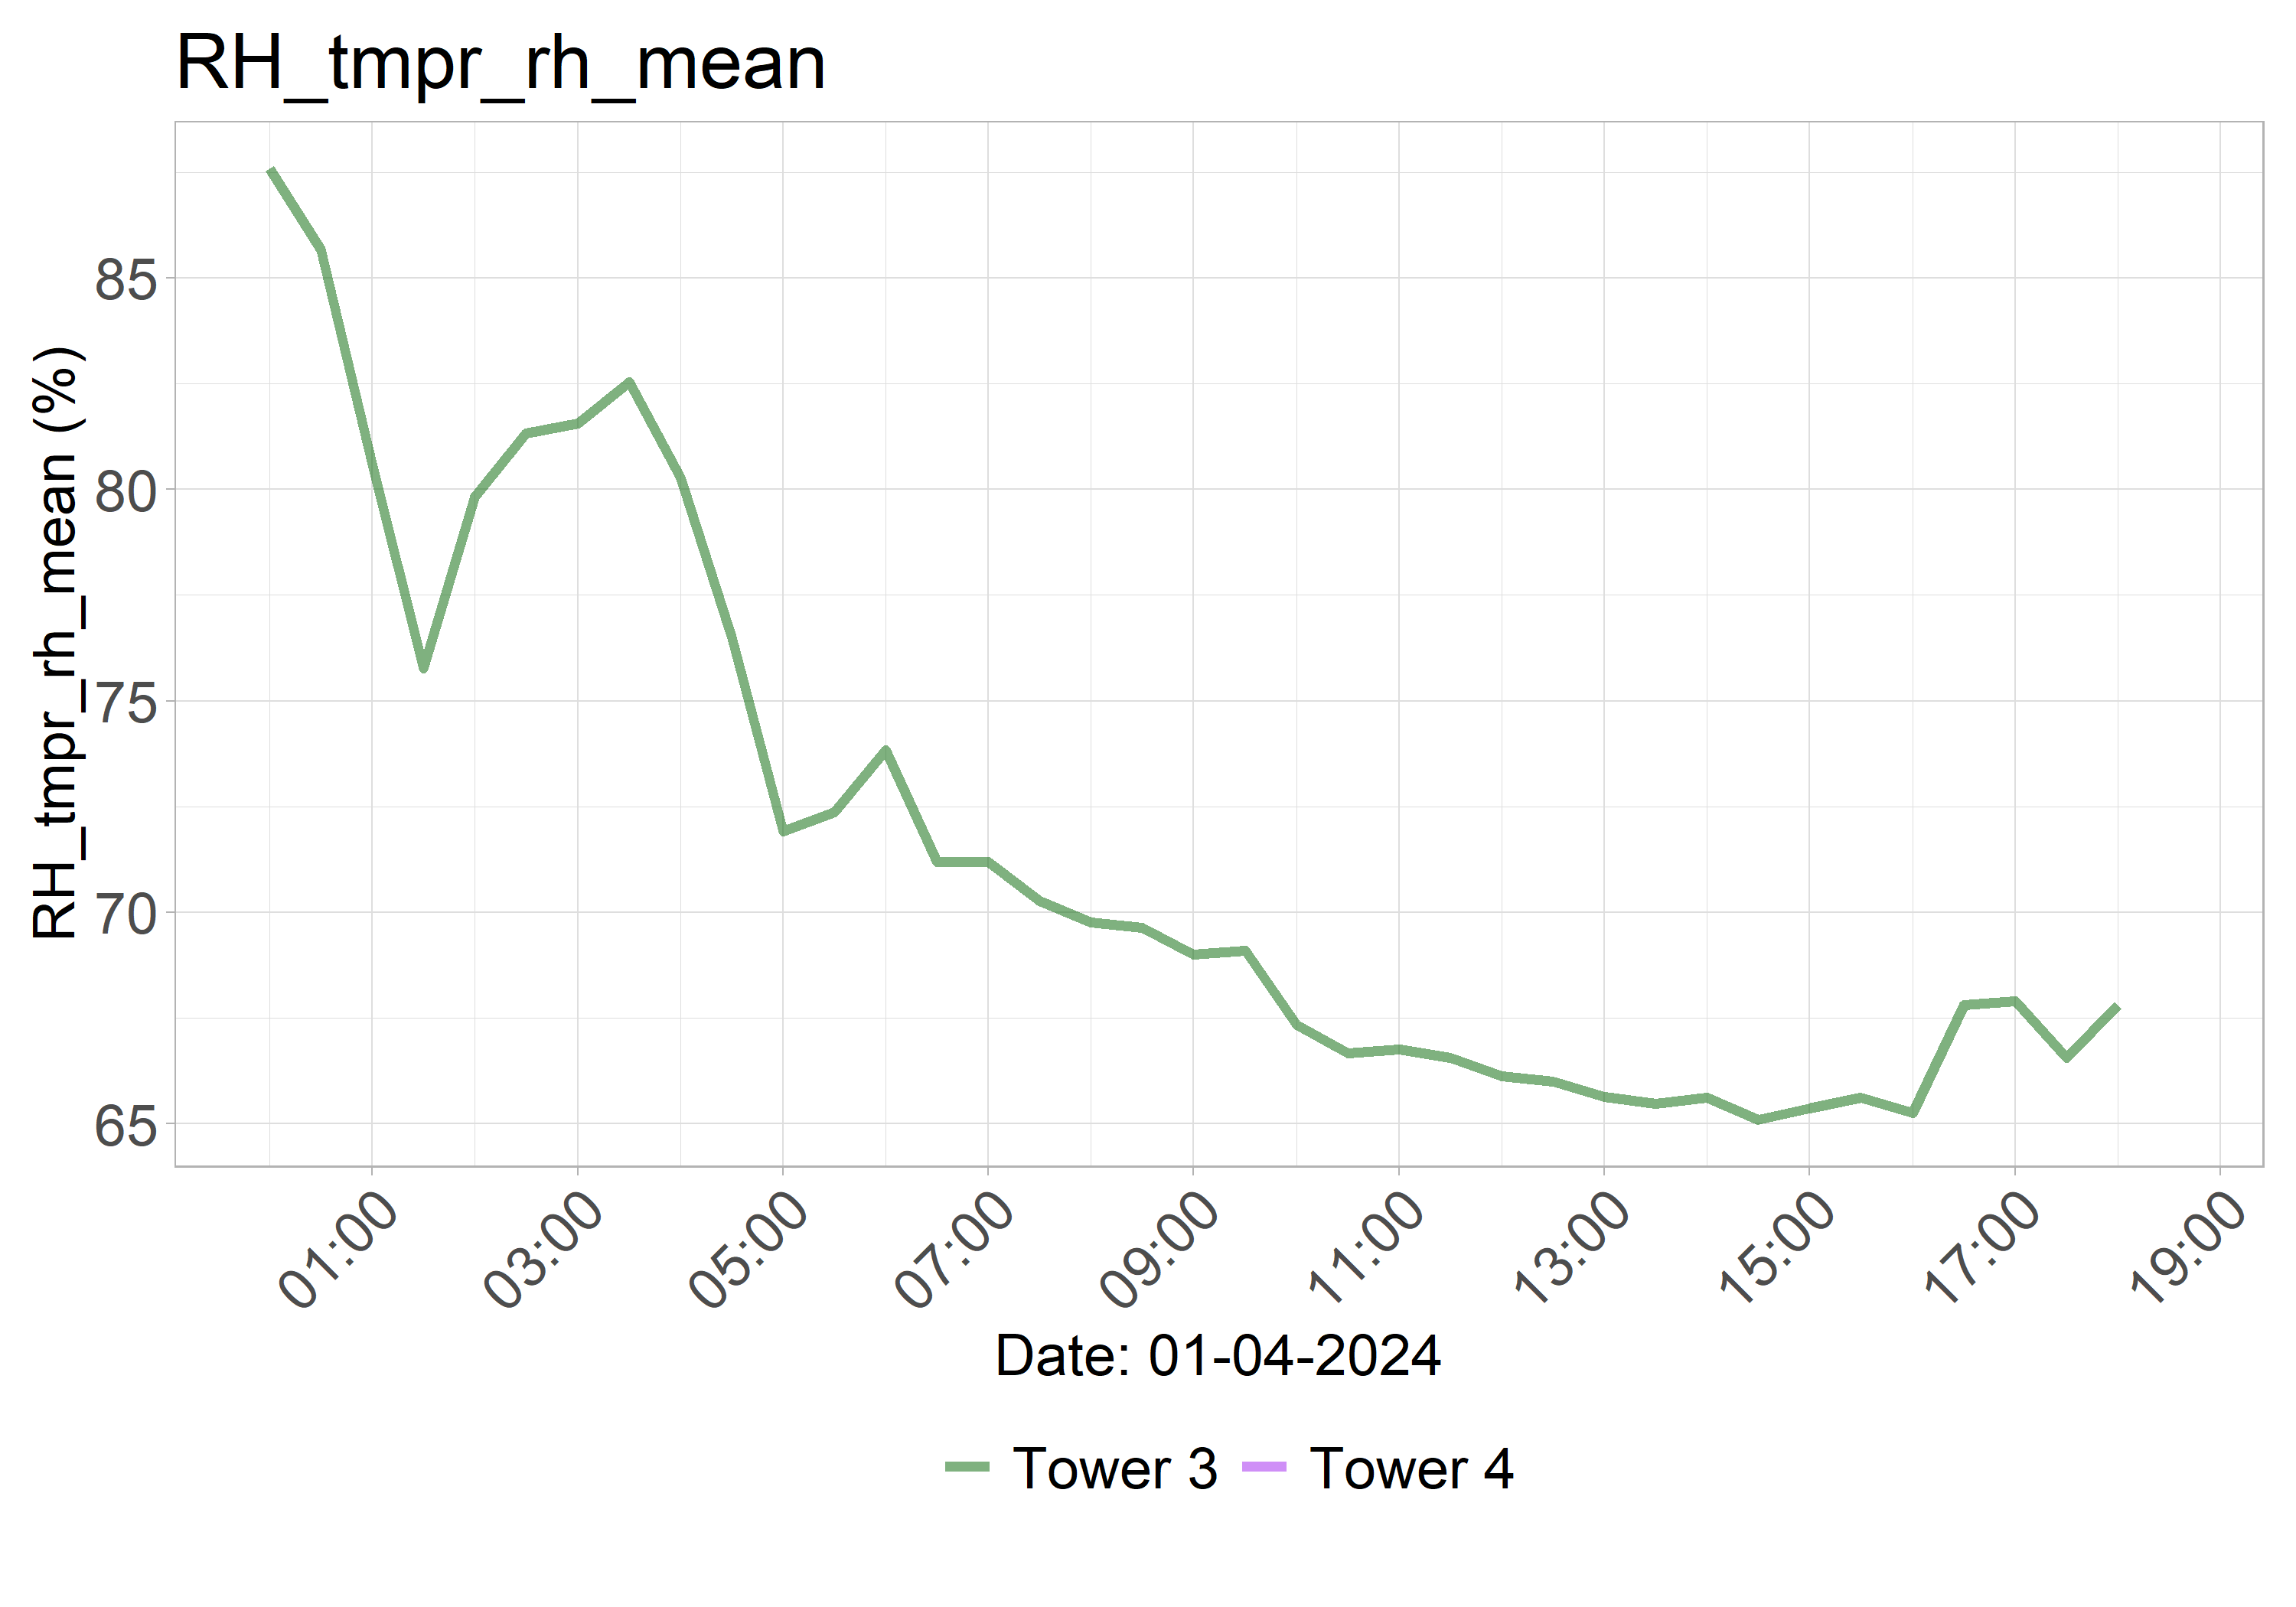 RH_tmpr_rh_mean
RH_tmpr_rh_mean (%)
85
80
75
70
65
01:00 03:00 05:00 07:00 09:00 11:00 13:00 15:00 17:00 19:00
Date: 01-04-2024
Tower 3 Tower 4